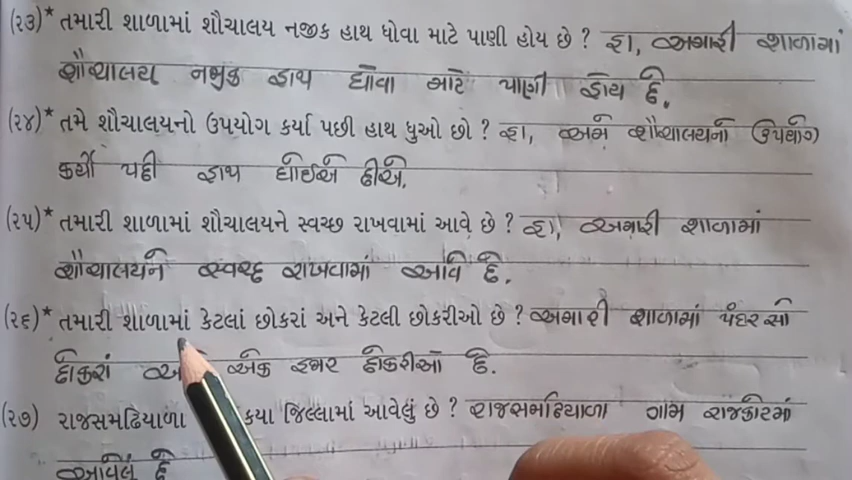 (૨૩)* તમારી શાળામાં શૌચાલય નજીક હાથ ધોવા માટે પાણી હોય છે ? હા, અમારી શાળામાં
શૌચાલય નજીક હાથ ધોવા માટે પાણી હોય છે.
(૨૪)* તમે શૌચાલયનો ઉપયોગ કર્યા પછી હાથ ધુઓ છો ? હા, અમે શૌચાલયનો ઉપયોગ
કર્યા પછી હાથ ધોઈએ છીએ.
(૨૫)* તમારી શાળામાં શૌચાલયને સ્વચ્છ રાખવામાં આવે છે ? હા, અમારી શાળામાં
શૌચાલયને સ્વચ્છ રાખવામાં આવે છે.
(૨૬)* તમારી શાળામાં કેટલાં છોકરાં અને કેટલી છોકરીઓ છે ? અમારી શાળામાં પંદરસો
છોકરાં એક હજાર છોકરીઓ છે.
(૨૭) રાજસમઢિયાળા કયા જિલ્લામાં આવેલું છે ? રાજસમઢિયાળા ગામ રાજકોટમાં
આવેલું છે